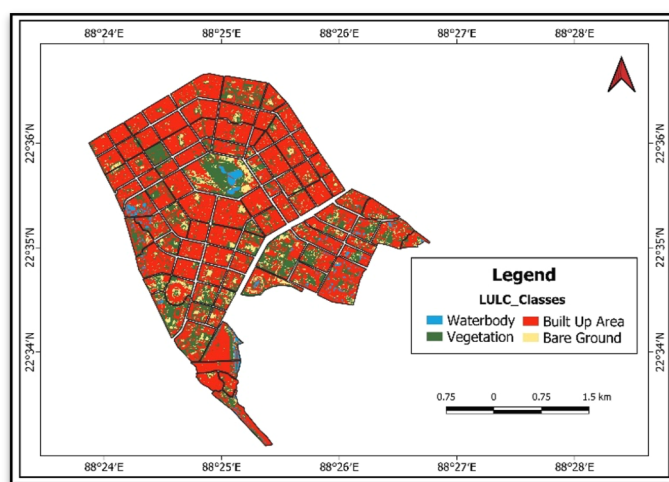 88°24'E 88°25'E 88°26'E 88°27'E 88°28'E
22°36'N
22°36'N
22°35'N
22°35'N
Legend
LULC_Classes
Waterbody Built Up Area
Vegetation Bare Ground
22°34'N
22°34'N
0.75 0 0.75 1.5 km
88°24'E 88°25'E 88°26'E 88°27'E 88°28'E